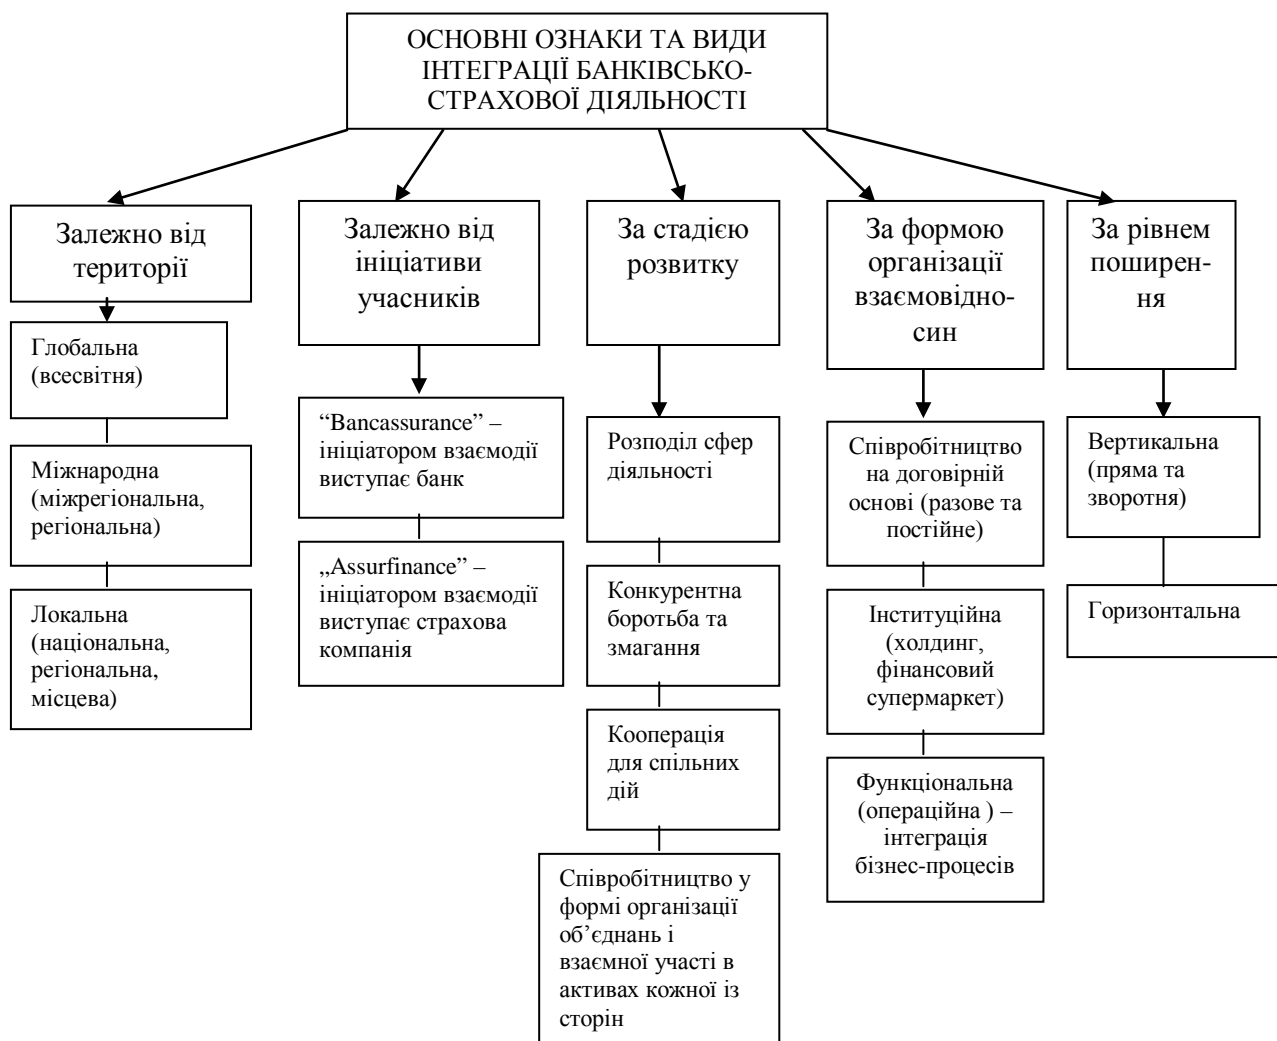 ОСНОВНІ ОЗНАКИ ТА ВИДИ
ІНТЕГРАЦІЇ БАНКІВСЬКО-
СТРАХОВОЇ ДІЯЛЬНОСТІ
Залежно від
території
Глобальна
(всесвітня)
Міжнародна
(міжрегіональна,
регіональна)
Локальна
(національна,
регіональна,
місцева)
Залежно від
ініціативи
учасників
“Bancassurance” –
ініціатором взаємодії
виступає банк
„Assurfinance” –
ініціатором взаємодії
виступає страхова
компанія
За стадією
розвитку
Розподіл сфер
діяльності
Конкурентна
боротьба та
змагання
Кооперація
для спільних
дій
Співробітництво у
формі організації
об’єднань і
взаємної участі в
активах кожної із
сторін
За формою
організації
взаємовідно-
син
Співробітництво
на договірній
основі (разове та
постійне)
Інституційна
(холдинг,
фінансовий
супермаркет)
Функціональна
(операційна ) –
інтеграція
бізнес-процесів
За рівнем
поширен-
ня
Вертикальна
(пряма та
зворотня)
Горизонтальна